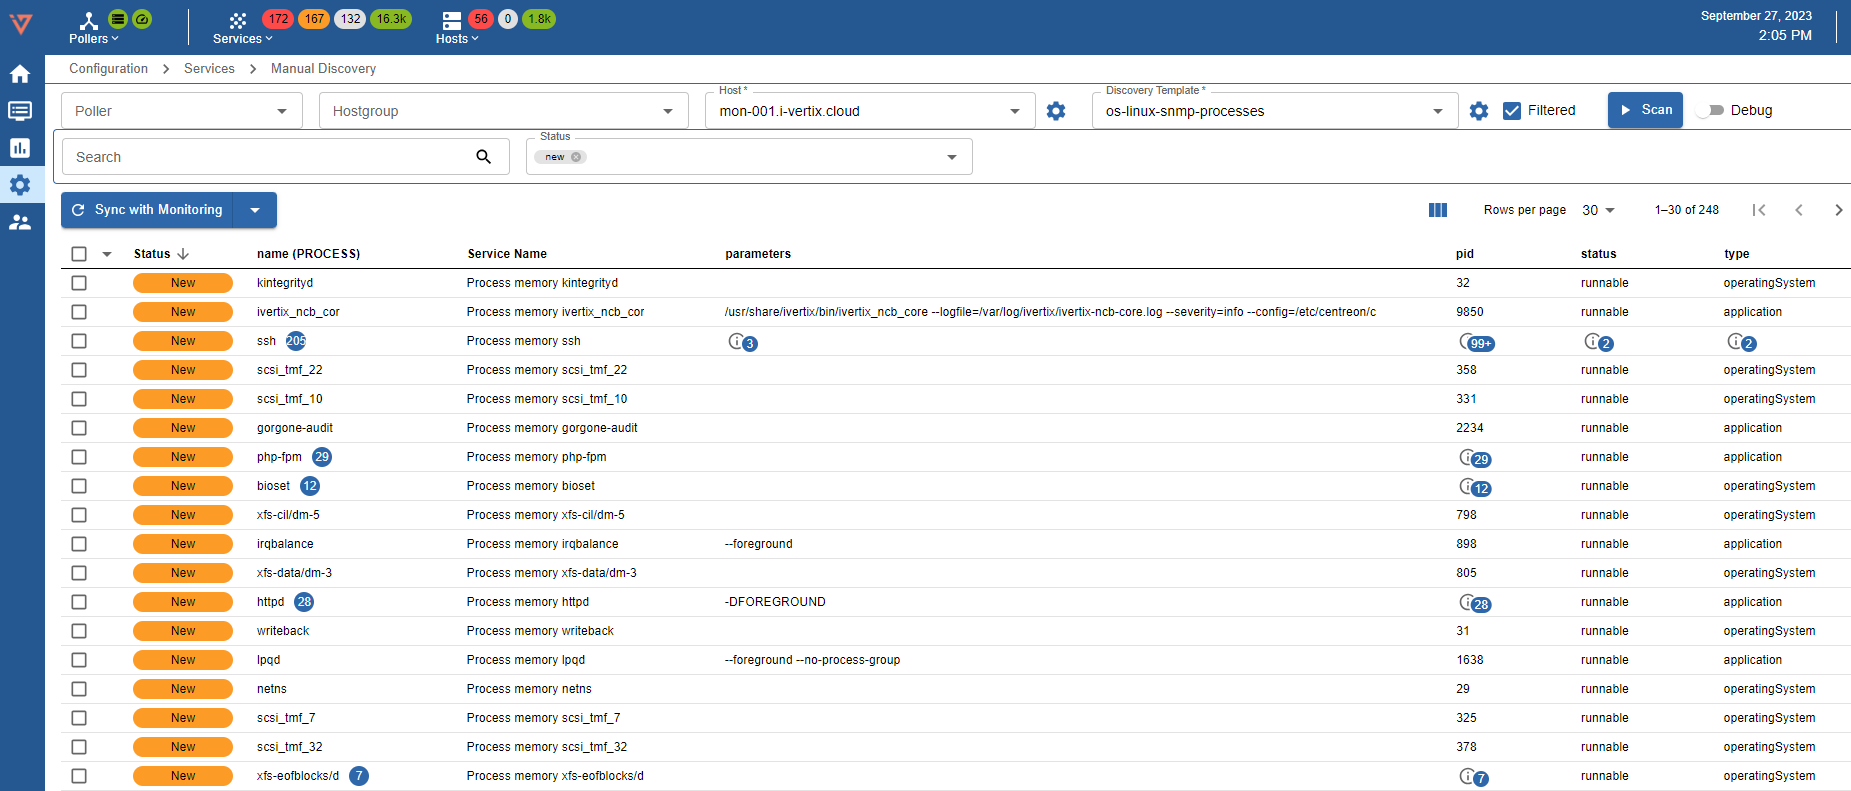 172 167 132 16.3k 56 0 1.8k September 27, 2023
Pollers Services Hosts 2:05 PM
Configuration Services Manual Discovery
Host * Discovery Template *
Poller Hostgroup mon-001.i-vertix.cloud os-linux-snmp-processes Filtered Scan Debug
Status
Search new
Sync with Monitoring Rows per page 30 1–30 of 248
Status name (PROCESS) Service Name parameters pid status type
New kintegrityd Process memory kintegrityd 32 runnable operatingSystem
New ivertix_ncb_cor Process memory ivertix_ncb_cor /usr/share/ivertix/bin/ivertix_ncb_core --logfile=/var/log/ivertix/ivertix-ncb-core.log --severity=info --config=/etc/centreon/c 9850 runnable application
New ssh 205 Process memory ssh 3 99+ 2 2
New scsi_tmf_22 Process memory scsi_tmf_22 358 runnable operatingSystem
New scsi_tmf_10 Process memory scsi_tmf_10 331 runnable operatingSystem
New gorgone-audit Process memory gorgone-audit 2234 runnable application
New php-fpm 29 Process memory php-fpm 29 runnable application
New bioset 12 Process memory bioset 12 runnable operatingSystem
New xfs-cil/dm-5 Process memory xfs-cil/dm-5 798 runnable operatingSystem
New irqbalance Process memory irqbalance --foreground 898 runnable application
New xfs-data/dm-3 Process memory xfs-data/dm-3 805 runnable operatingSystem
New httpd 28 Process memory httpd -DFOREGROUND 28 runnable application
New writeback Process memory writeback 31 runnable operatingSystem
New lpqd Process memory lpqd --foreground --no-process-group 1638 runnable application
New netns Process memory netns 29 runnable operatingSystem
New scsi_tmf_7 Process memory scsi_tmf_7 325 runnable operatingSystem
New scsi_tmf_32 Process memory scsi_tmf_32 378 runnable operatingSystem
New xfs-eofblocks/d 7 Process memory xfs-eofblocks/d 7 runnable operatingSystem